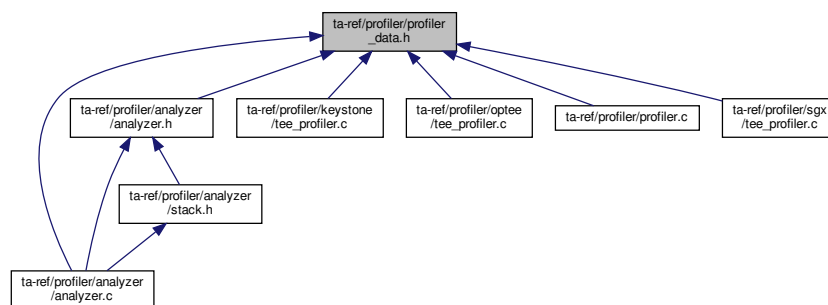 ta-ref/profiler/profiler
_data.h
ta-ref/profiler/analyzer
/analyzer.h
ta-ref/profiler/keystone
/tee_profiler.c
ta-ref/profiler/optee
/tee_profiler.c
ta-ref/profiler/profiler.c
ta-ref/profiler/sgx
/tee_profiler.c
ta-ref/profiler/analyzer
/stack.h
ta-ref/profiler/analyzer
/analyzer.c